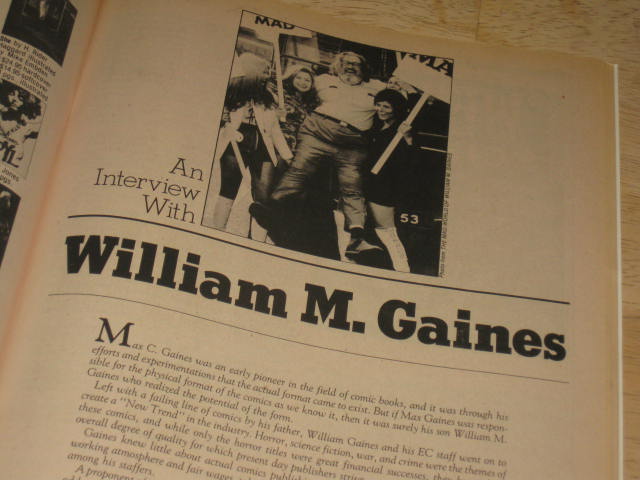 MAD
53
An
Interview
With
William M. Gaines
Max C. Gaines was an early pioneer in the field of comic books, and it was through his
efforts and experimentations that the actual format came to exist. But if Max Gaines was respon-
sible for the physical format of the comics as we know it, then it was surely his son William M.
Gaines who realized the potential of the form.
Left with a failing line of comics by his father, William Gaines and his EC staff went on to
create a "New Trend" in the industry. Horror, science fiction, war, and crime were the themes of
these comics, and while only the horror titles were great financial successes, they
overall degree of quality for which present day publishers
Gaines knew little about actual comics
working atmosphere and fair wages
among his staffers.
A proponent of